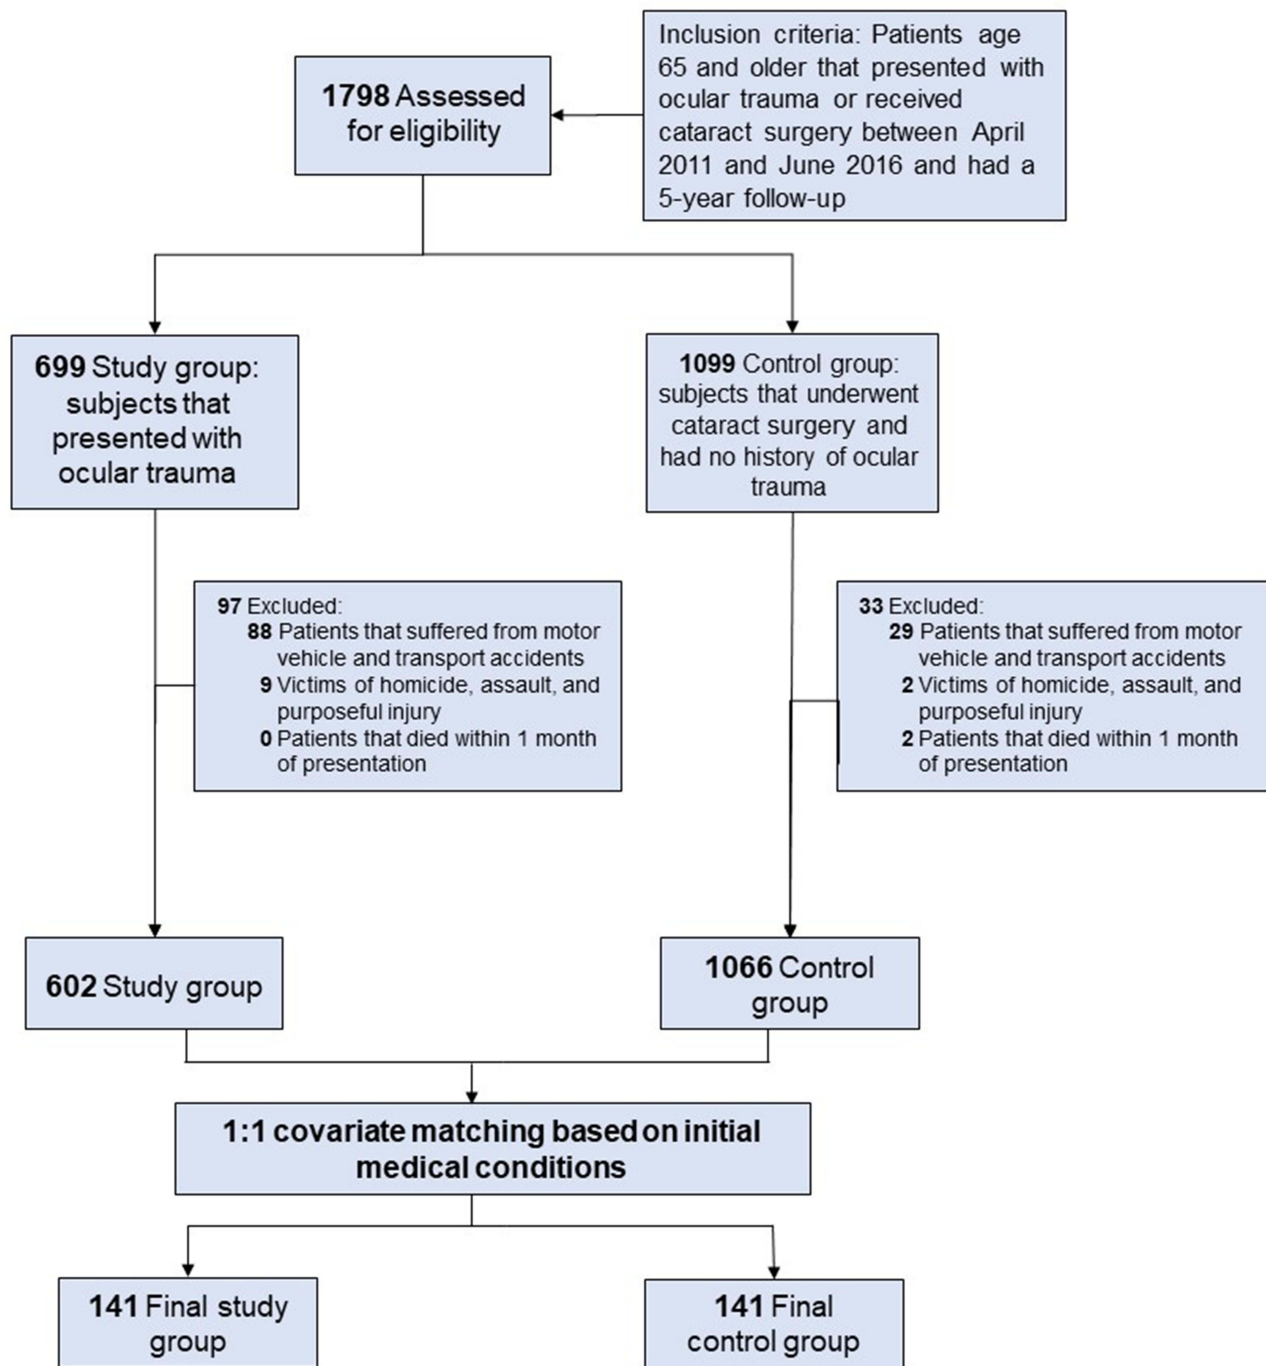 Inclusion criteria: Patients age
65 and older that presented with
ocular trauma or received
cataract surgery between April
2011 and June 2016 and had a
5-year follow-up
1798 Assessed
for eligibility
699 Study group:
subjects that
presented with
ocular trauma
1099 Control group:
subjects that underwent
cataract surgery and
had no history of ocular
trauma
97 Excluded:
88 Patients that suffered from motor
vehicle and transport accidents
9 Victims of homicide, assault, and
purposeful injury
0 Patients that died within 1 month
of presentation
33 Excluded:
29 Patients that suffered from motor
vehicle and transport accidents
2 Victims of homicide, assault, and
purposeful injury
2 Patients that died within 1 month
of presentation
602 Study group
1066 Control
group
1:1 covariate matching based on initial
medical conditions
141 Final study
group
141 Final
control group